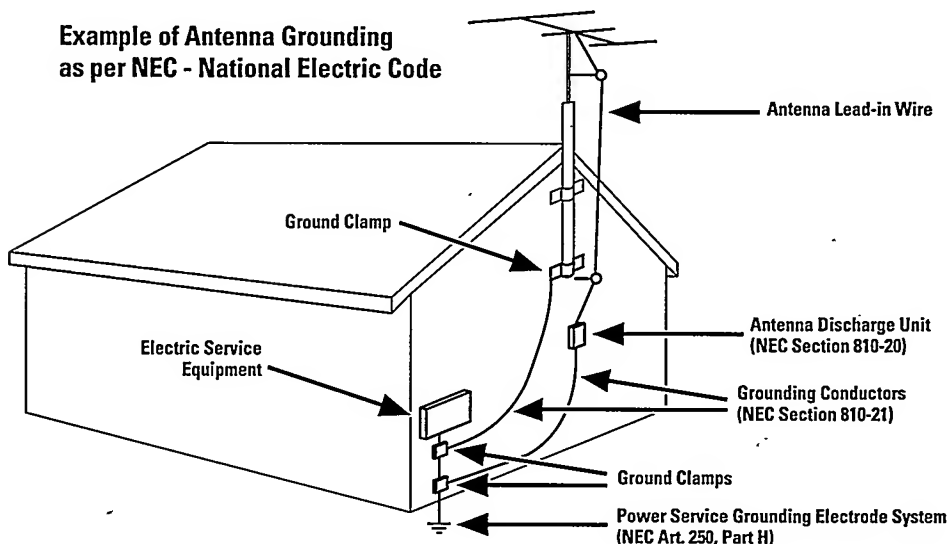 Example of Antenna Grounding
as per NEC - National Electric Code
Antenna Lead-in Wire
Ground Clamp
Antenna Discharge Unit
(NEC Section 810-20)
Electric Service
Equipment
Grounding Conductors
(NEC Section 810-21)
Ground Clamps
Power Service Grounding Electrode System
(NEC Art. 250, Part H)